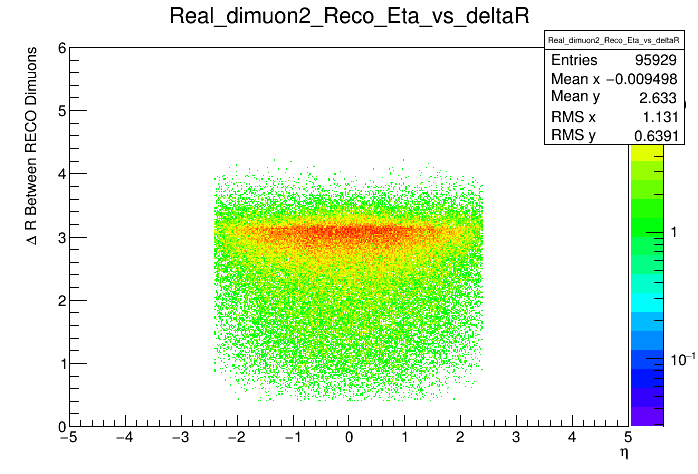 Real_dimuon2_Reco_Eta_vs_deltaR
Real_dimuon2_Reco_Eta_vs_deltaR
Entries 95929
Mean x −0.009498
Mean y 2.633
RMS x 1.131
RMS y 0.6391
Δ R Between RECO Dimuons
6
5
4
3
2
1
0
−5 −4 −3 −2 −1 0 1 2 3 4 5
η
1
10⁻¹